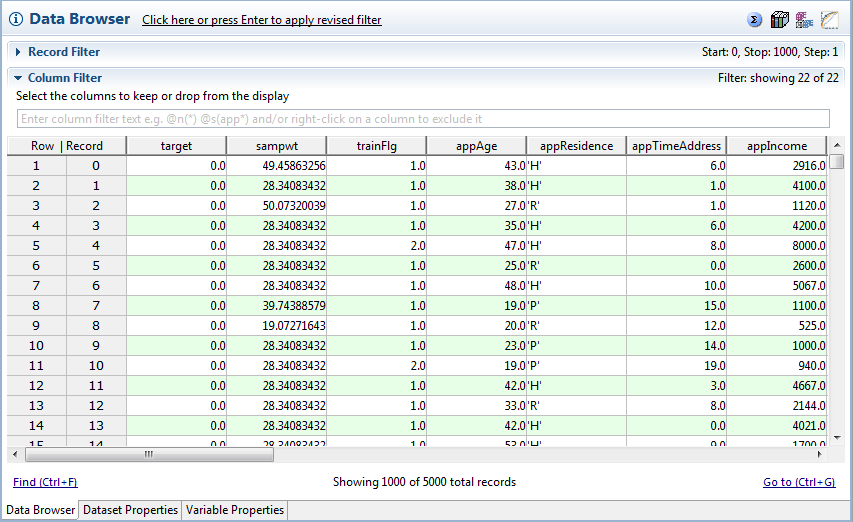 Data Browser Click here or press Enter to apply revised filter
Record Filter Start: 0, Stop: 1000, Step: 1
Column Filter Filter: showing 22 of 22
Select the columns to keep or drop from the display
Enter column filter text e.g. @n(*) @s(app*) and/or right-click on a column to exclude it
Row | Record target sampwt trainFlg appAge appResidence appTimeAddress appIncome
1 0 0.0 49.45863256 1.0 43.0 'H' 6.0 2916.0
2 1 0.0 28.34083432 1.0 38.0 'H' 1.0 4100.0
3 2 0.0 50.07320039 1.0 27.0 'R' 1.0 1120.0
4 3 0.0 28.34083432 1.0 35.0 'H' 6.0 4200.0
5 4 0.0 28.34083432 2.0 47.0 'H' 8.0 8000.0
6 5 0.0 28.34083432 1.0 25.0 'R' 0.0 2600.0
7 6 0.0 28.34083432 1.0 48.0 'H' 10.0 5067.0
8 7 0.0 39.74388579 1.0 19.0 'P' 15.0 1100.0
9 8 0.0 19.07271643 1.0 20.0 'R' 12.0 525.0
10 9 0.0 28.34083432 1.0 23.0 'P' 14.0 1000.0
11 10 0.0 28.34083432 2.0 19.0 'P' 19.0 940.0
12 11 0.0 28.34083432 1.0 42.0 'H' 3.0 4667.0
13 12 0.0 28.34083432 1.0 33.0 'R' 8.0 2144.0
14 13 0.0 28.34083432 1.0 42.0 'H' 0.0 4021.0
15 14 0.0 28.34083432 1.0 53.0 'H' 9.0 1700.0
Find (Ctrl+F) Showing 1000 of 5000 total records Go to (Ctrl+G)
Data Browser Dataset Properties Variable Properties